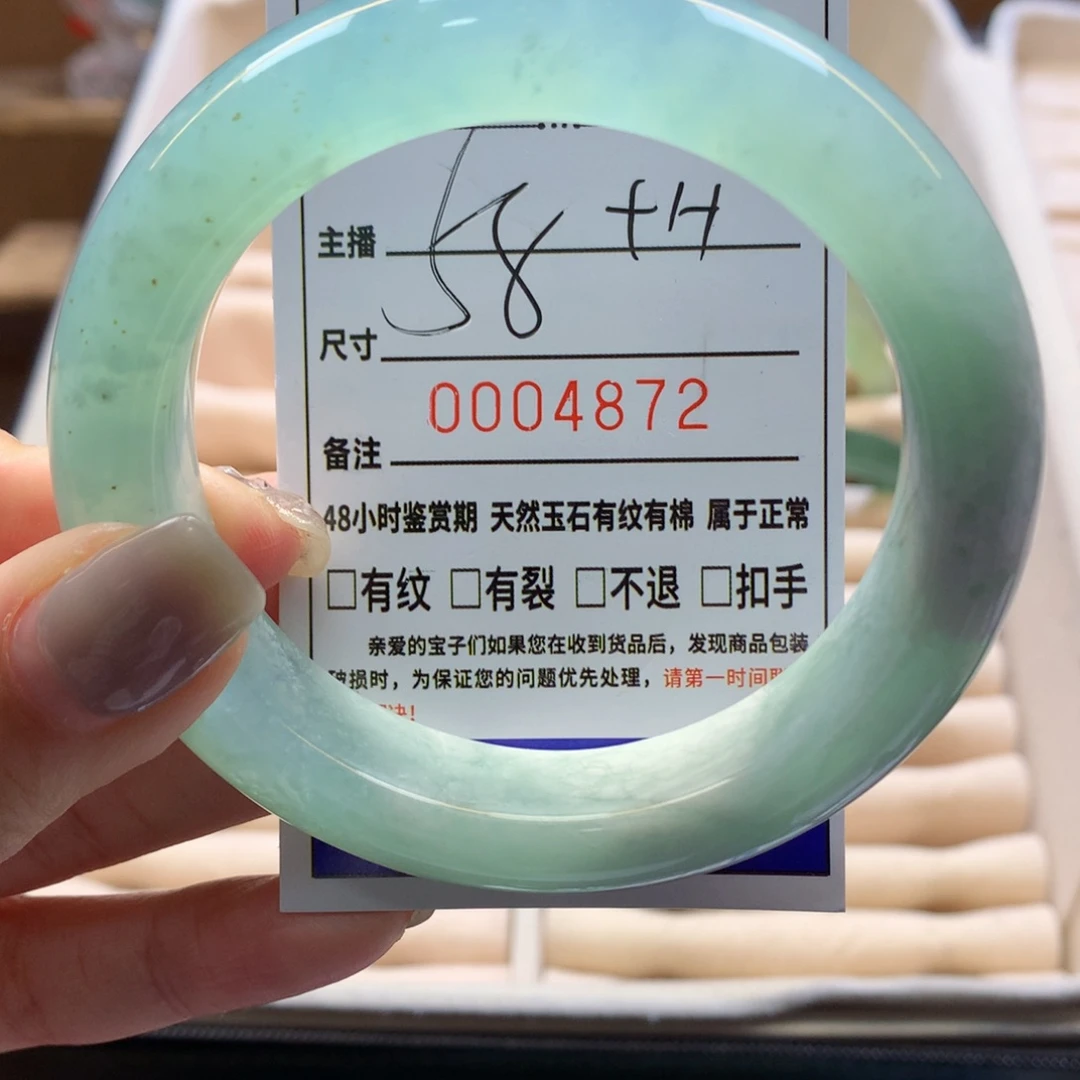 主播
58 +H
尺寸
0004872
备注
48小时鉴赏期 天然玉石有纹有棉 属于正常
□有纹 □有裂 □不退 □扣手
亲爱的宝子们如果您在收到货品后，发现商品包装
破损时，为保证您的问题优先处理，请第一时间联
决！